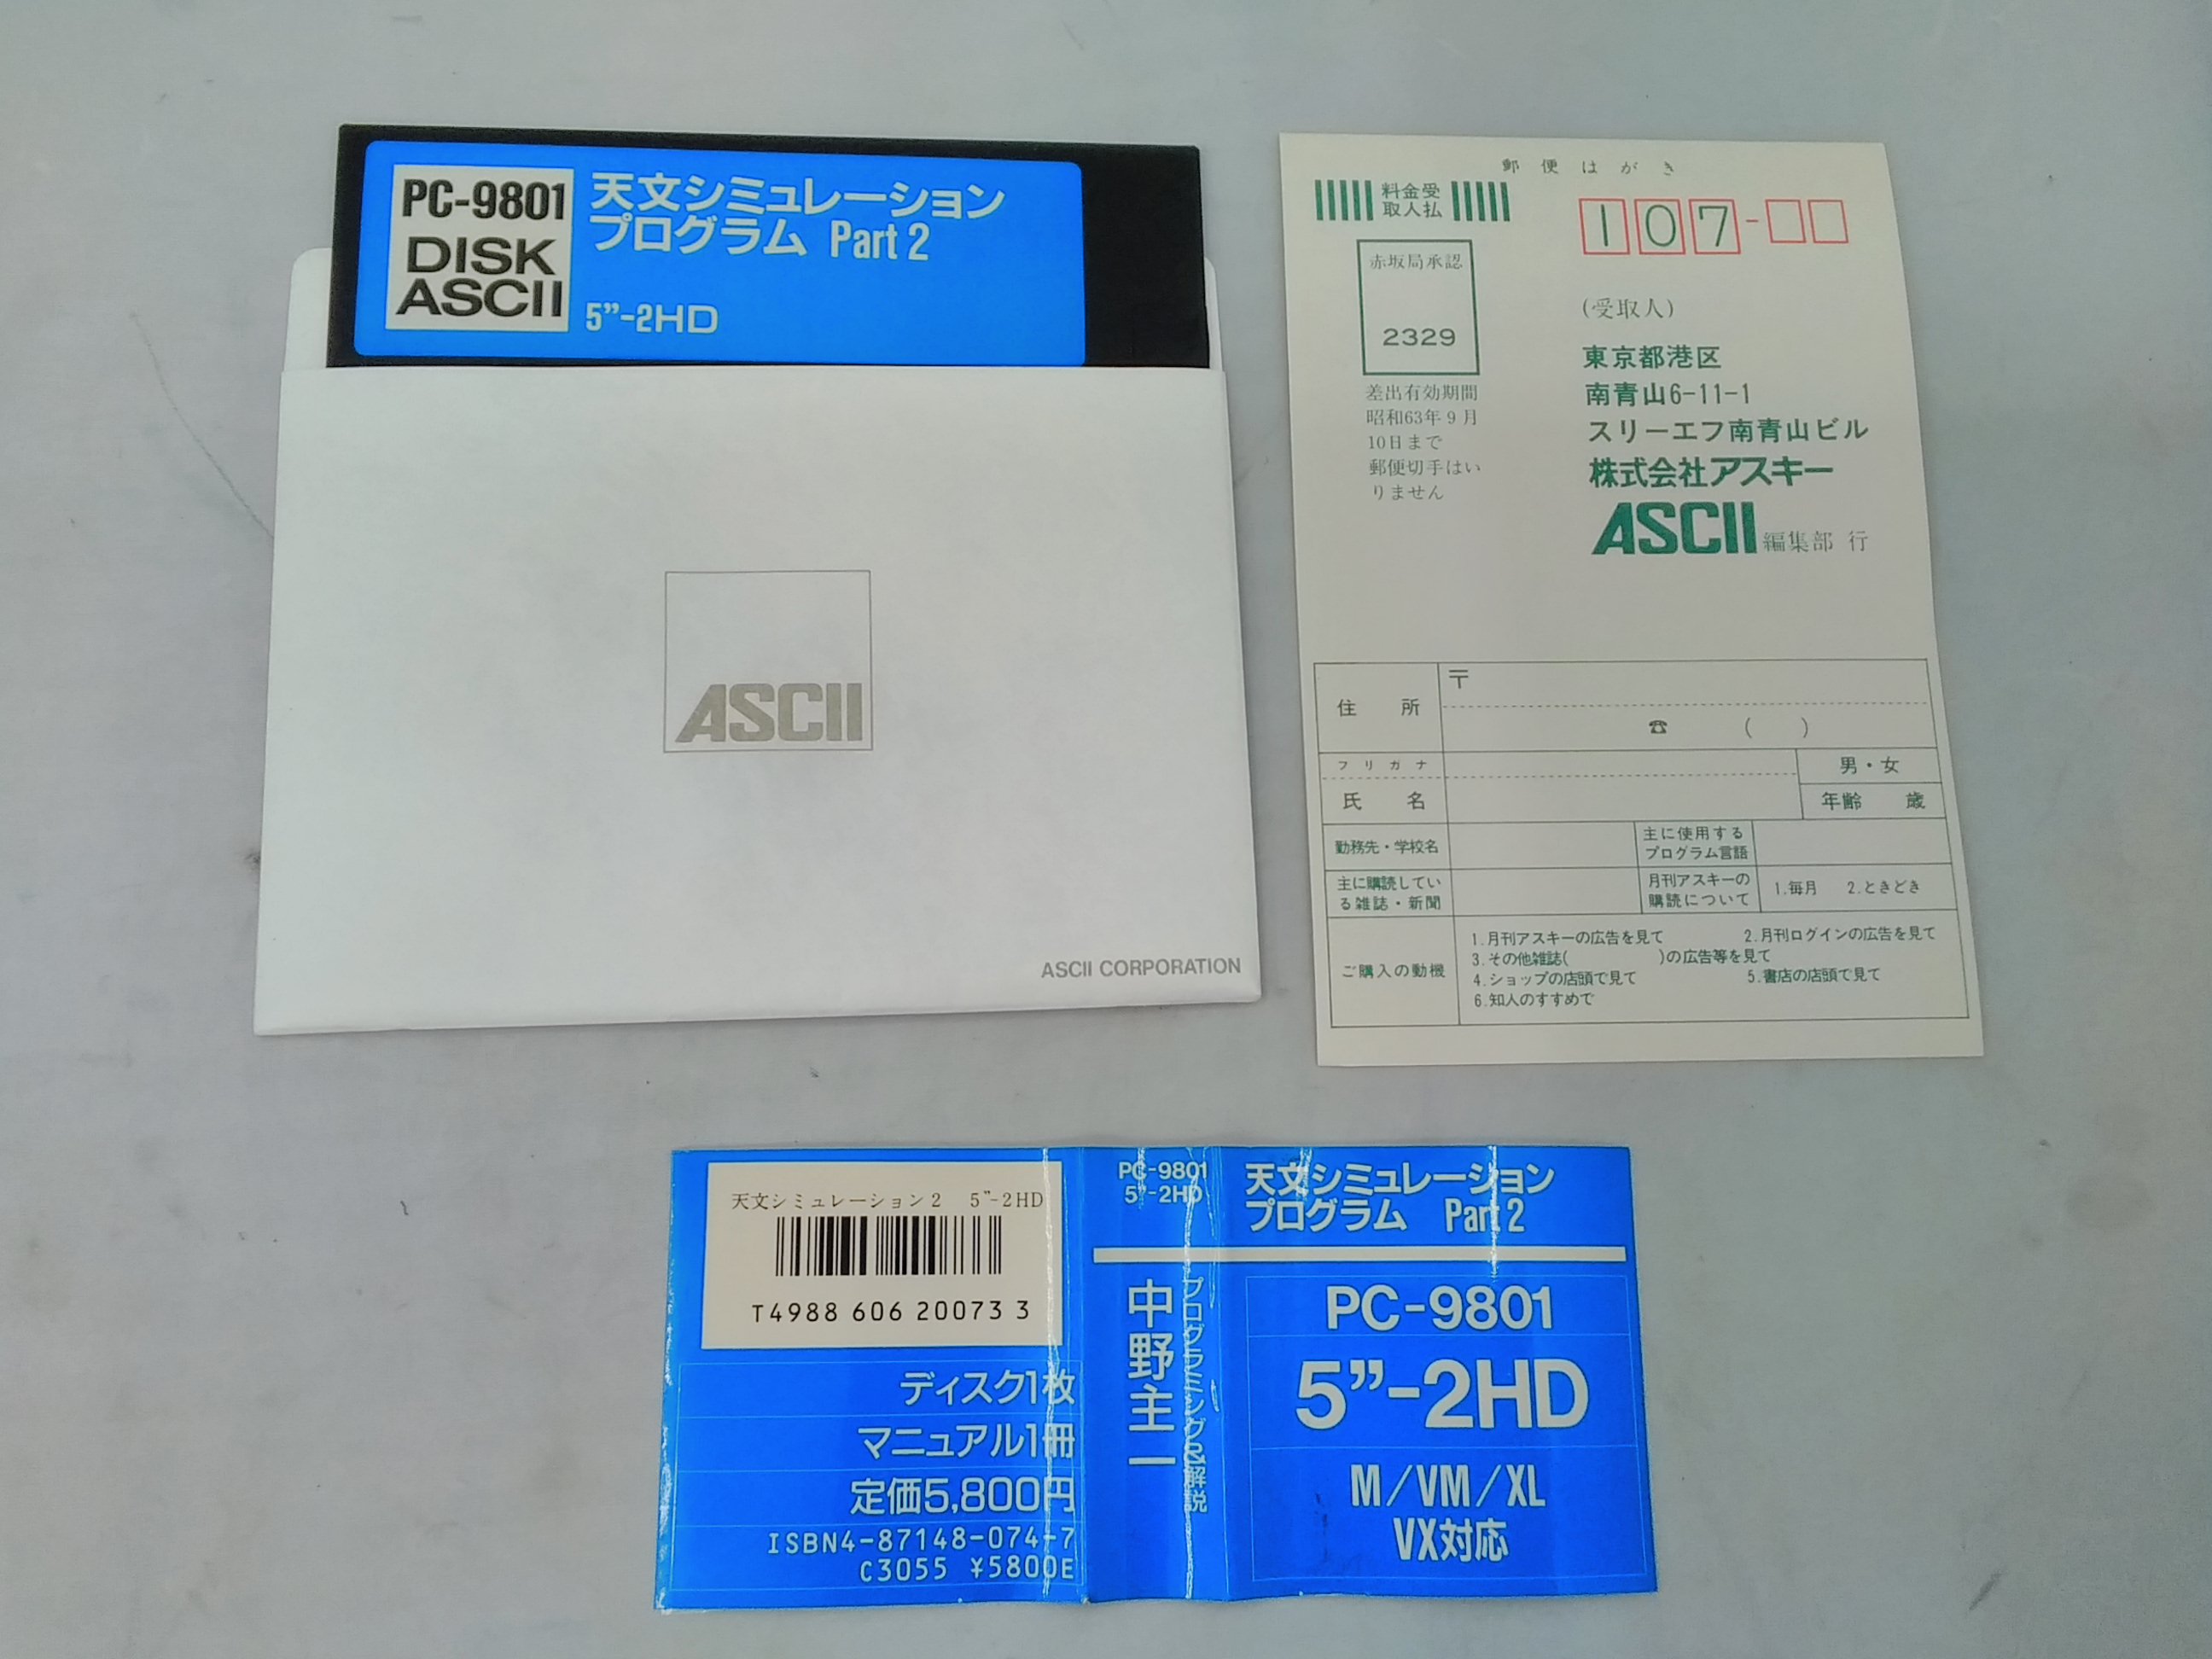 PC-9801
DISK
ASCII
天文シミュレーション
プログラム Part 2
5"-2HD
ASCII
ASCII CORPORATION
郵便はがき
料金受
取人払
107-
赤坂局承認
2329
差出有効期間
昭和63年9月
10日まで
郵便切手はい
りません
(受取人)
東京都港区
南青山6-11-1
スリーエフ南青山ビル
株式会社アスキー
ASCII 編集部 行
住 所
〒
☎ ( )
フリガナ
氏 名
男・女
年齢 歳
勤務先・学校名
主に使用する
プログラム言語
主に購読してい
る雑誌・新聞
月刊アスキーの
購読について
1.毎月 2.ときどき
ご購入の動機
1.月刊アスキーの広告を見て 2.月刊ログインの広告を見て
3.その他雑誌( )の広告等を見て
4.ショップの店頭で見て 5.書店の店頭で見て
6.知人のすすめで
天文シミュレーション2 5"-2HD
T4988 606 20073 3
ディスク1枚
マニュアル1冊
定価5,800円
ISBN4-87148-074-7
C3055 ¥5800E
PC-9801
5"-2HD
プログラミング&解説
中野主一
天文シミュレーション
プログラム Part 2
PC-9801
5"-2HD
M/VM/XL
VX対応